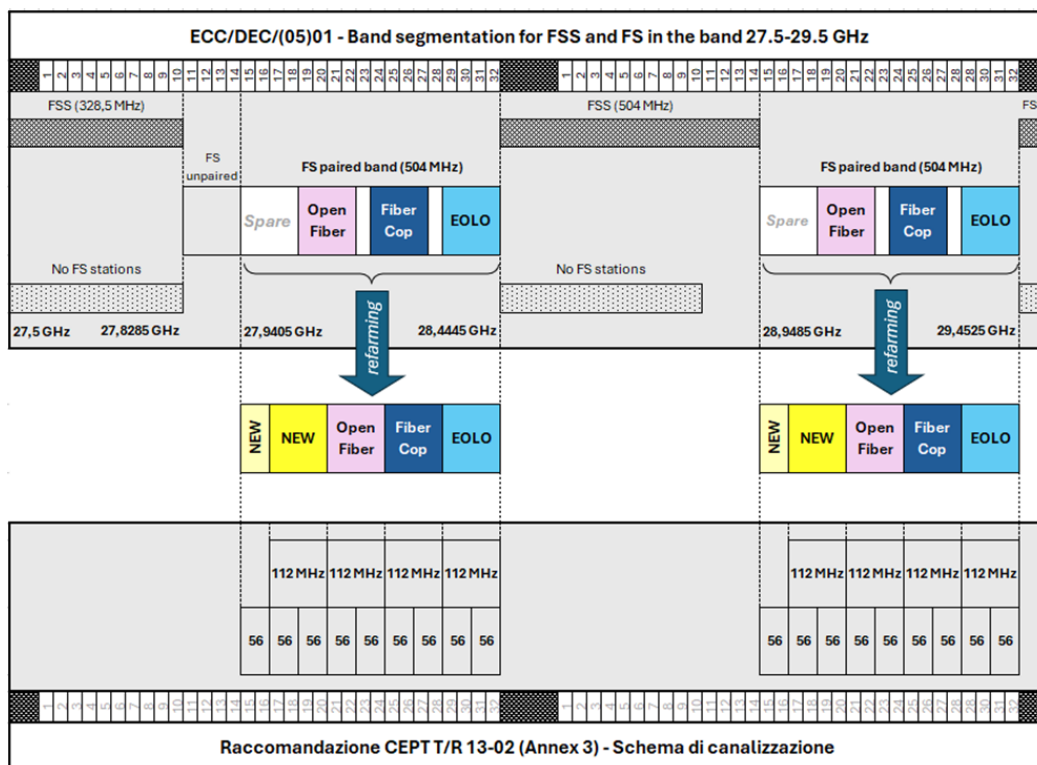 ECC/DEC/(05)01 - Band segmentation for FSS and FS in the band 27.5-29.5 GHz
1 2 3 4 5 6 7 8 9 10 11 12 13 14 15 16 17 18 19 20 21 22 23 24 25 26 27 28 29 30 31 32 1 2 3 4 5 6 7 8 9 10 11 12 13 14 15 16 17 18 19 20 21 22 23 24 25 26 27 28 28 30 31 32
FSS (328,5 MHz) FSS (504 MHz) FS
FS FS paired band (504 MHz) FS paired band (504 MHz)
unpaired
Spare Open Fiber EOLO Spare Open Fiber EOLO
Fiber Cop Fiber Cop
No FS stations No FS stations
refarming refarming
27,5 GHz 27,8285 GHz 27,9405 GHz 28,4445 GHz 28,9485 GHz 29,4525 GHz
NEW NEW Open Fiber EOLO NEW NEW Open Fiber EOLO
Fiber Cop Fiber Cop
112 MHz 112 MHz 112 MHz 112 MHz 112 MHz 112 MHz 112 MHz 112 MHz
56 56 56 56 56 56 56 56 56 56 56 56 56 56 56 56 56 56
1 2 3 4 5 6 7 8 9 10 11 12 13 14 15 16 17 18 19 20 21 22 23 24 25 26 27 28 29 30 31 32 1 2 3 4 5 6 7 8 9 10 11 12 13 14 15 16 17 18 19 20 21 22 23 24 25 26 27 28 28 30 31 32
Raccomandazione CEPT T/R 13-02 (Annex 3) - Schema di canalizzazione